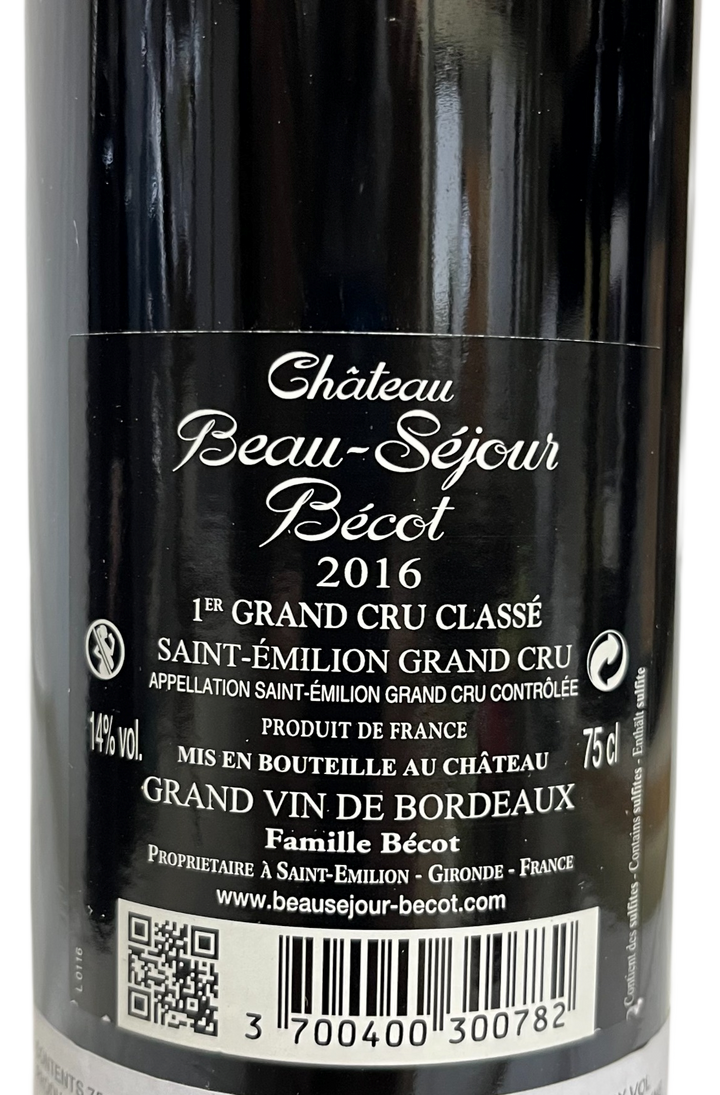 Château
Beau-Séjour
Bécot
2016
1ER GRAND CRU CLASSÉ
SAINT-ÉMILION GRAND CRU
APPELLATION SAINT-ÉMILION GRAND CRU CONTRÔLÉE
PRODUIT DE FRANCE
14% vol.
75 cl
MIS EN BOUTEILLE AU CHÂTEAU
GRAND VIN DE BORDEAUX
Famille Bécot
PROPRIETAIRE À SAINT-EMILION - GIRONDE - FRANCE
www.beausejour-becot.com
Contient des sulfites - Contains sulfites - Enthält sulfite
L 0116
3 700400 300782
VOL